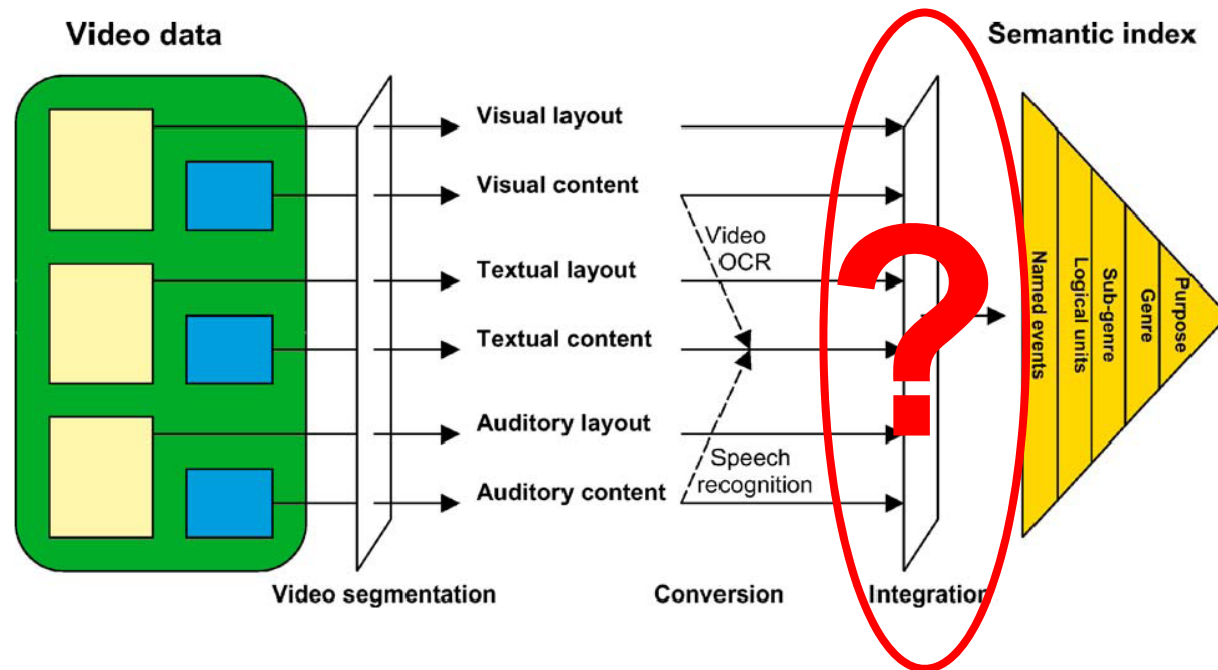 Video data
Semantic index
Visual layout
Visual content
Video
OCR
Textual layout
Textual content
Auditory layout
Speech
recognition
Auditory content
?
Named events
Logical units
Sub-genre
Genre
Purpose
Video segmentation
Conversion
Integration